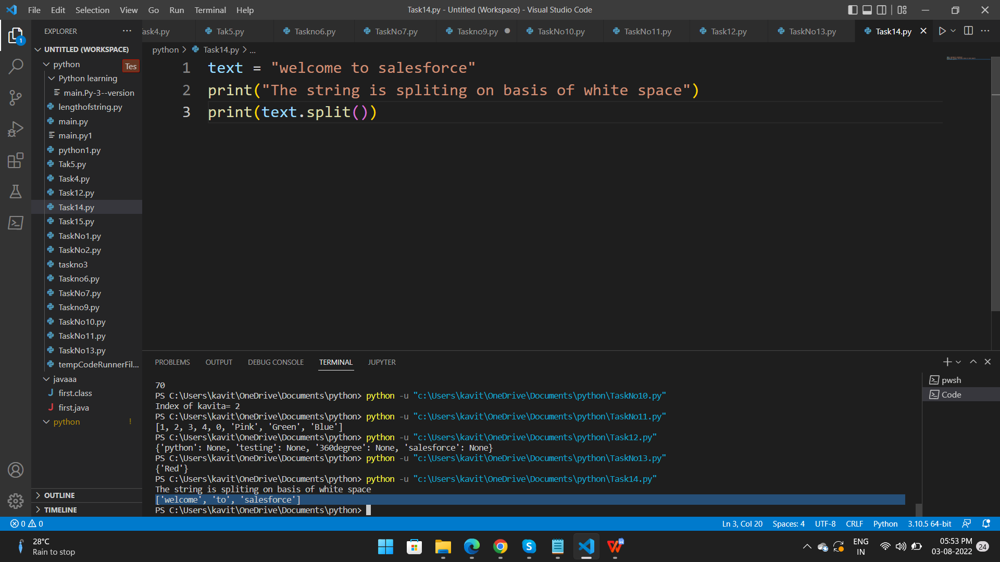 File Edit Selection View Go Run Terminal Help
Task14.py - Untitled (Workspace) - Visual Studio Code
EXPLORER
ask4.py Tak5.py Taskno6.py TaskNo7.py Taskno9.py TaskNo10.py TaskNo11.py Task12.py TaskNo13.py Task14.py
1
UNTITLED (WORKSPACE)
python > Task14.py > ...
python Tes
Python learning
main.Py-3--version
lengthofstring.py
main.py
main.py1
python1.py
Tak5.py
Task4.py
Task12.py
Task14.py
Task15.py
TaskNo1.py
TaskNo2.py
taskno3
Taskno6.py
TaskNo7.py
Taskno9.py
TaskNo10.py
TaskNo11.py
TaskNo13.py
tempCodeRunnerFil...
javaaa
J first.class
J first.java
python !
OUTLINE
TIMELINE
1 text = "welcome to salesforce"
2 print("The string is spliting on basis of white space")
3 print(text.split())
PROBLEMS OUTPUT DEBUG CONSOLE TERMINAL JUPYTER
70
PS C:\Users\kavit\OneDrive\Documents\python> python -u "c:\Users\kavit\OneDrive\Documents\python\TaskNo10.py"
Index of kavita= 2
PS C:\Users\kavit\OneDrive\Documents\python> python -u "c:\Users\kavit\OneDrive\Documents\python\TaskNo11.py"
[1, 2, 3, 4, 0, 'Pink', 'Green', 'Blue']
PS C:\Users\kavit\OneDrive\Documents\python> python -u "c:\Users\kavit\OneDrive\Documents\python\Task12.py"
{'python': None, 'testing': None, '360degree': None, 'salesforce': None}
PS C:\Users\kavit\OneDrive\Documents\python> python -u "c:\Users\kavit\OneDrive\Documents\python\TaskNo13.py"
{'Red'}
PS C:\Users\kavit\OneDrive\Documents\python> python -u "c:\Users\kavit\OneDrive\Documents\python\Task14.py"
The string is spliting on basis of white space
['welcome', 'to', 'salesforce']
PS C:\Users\kavit\OneDrive\Documents\python>
pwsh
Code
0 0
Ln 3, Col 20 Spaces: 4 UTF-8 CRLF Python 3.10.5 64-bit
28°C
Rain to stop
ENG
IN
05:53 PM
03-08-2022
24